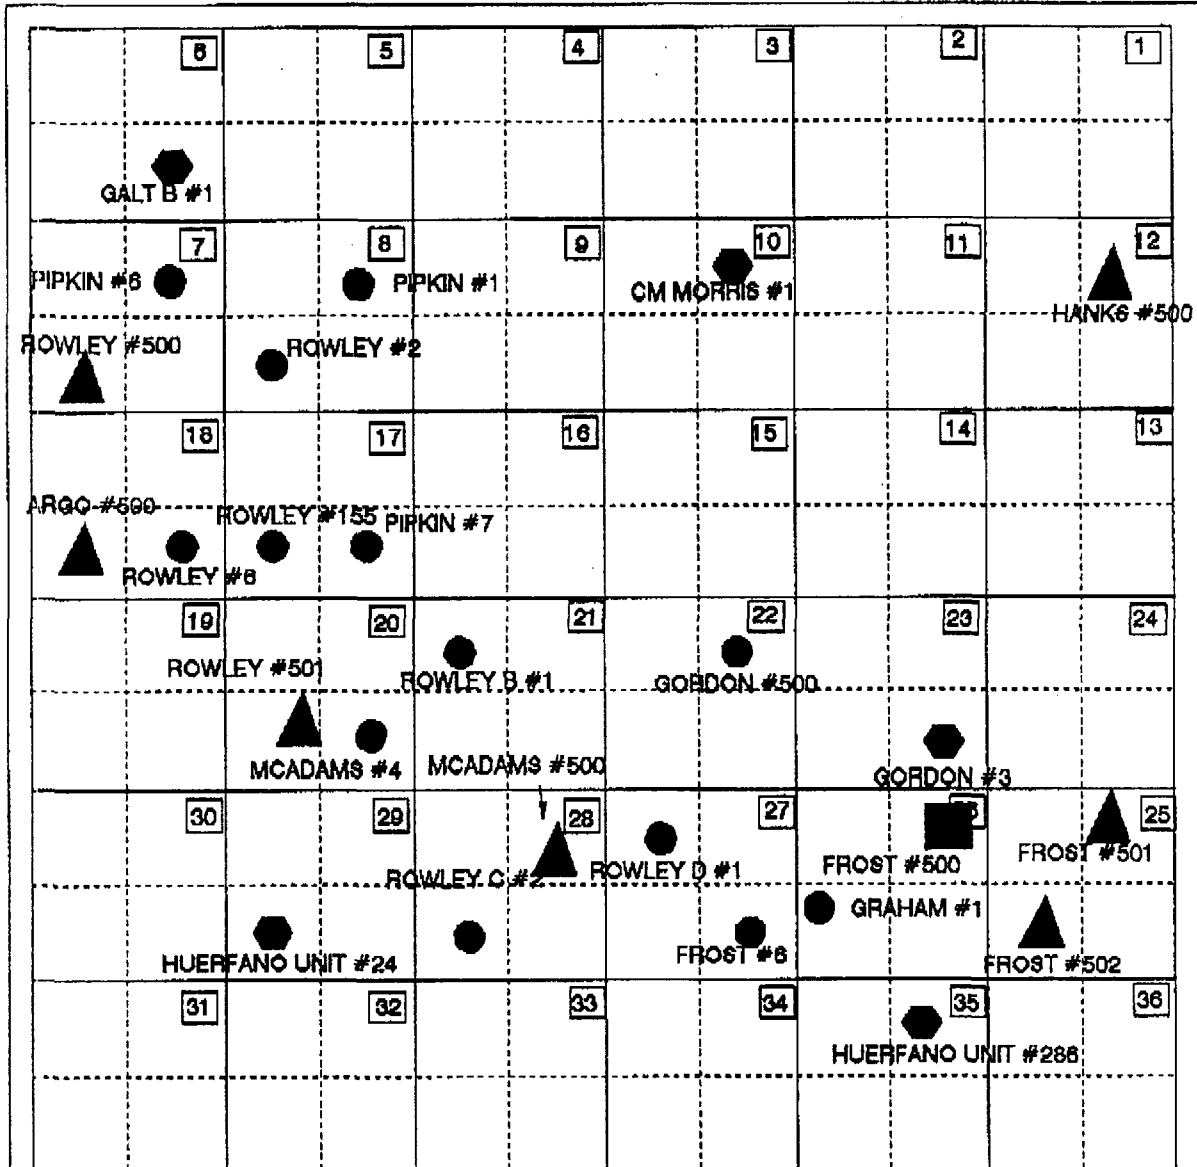 6 5 4 3 2 1
GALT B #1
7 8 9 10 11 12
PIPKIN #6 PIPKIN #1 CM MORRIS #1 HANKS #500
ROWLEY #500 ROWLEY #2
18 17 16 15 14 13
ARGO #500 ROWLEY #155 PIPKIN #7
ROWLEY #6
19 20 21 22 23 24
ROWLEY #501 ROWLEY B #1 GORDON #500
MCADAMS #4 MCADAMS #500 GORDON #3
30 29 28 27 25
ROWLEY C #2 ROWLEY D #1 FROST #500 FROST #501
GRAHAM #1
HUERFANO UNIT #24 FROST #6 FROST #502
31 32 33 34 35 36
HUERFANO UNIT #286